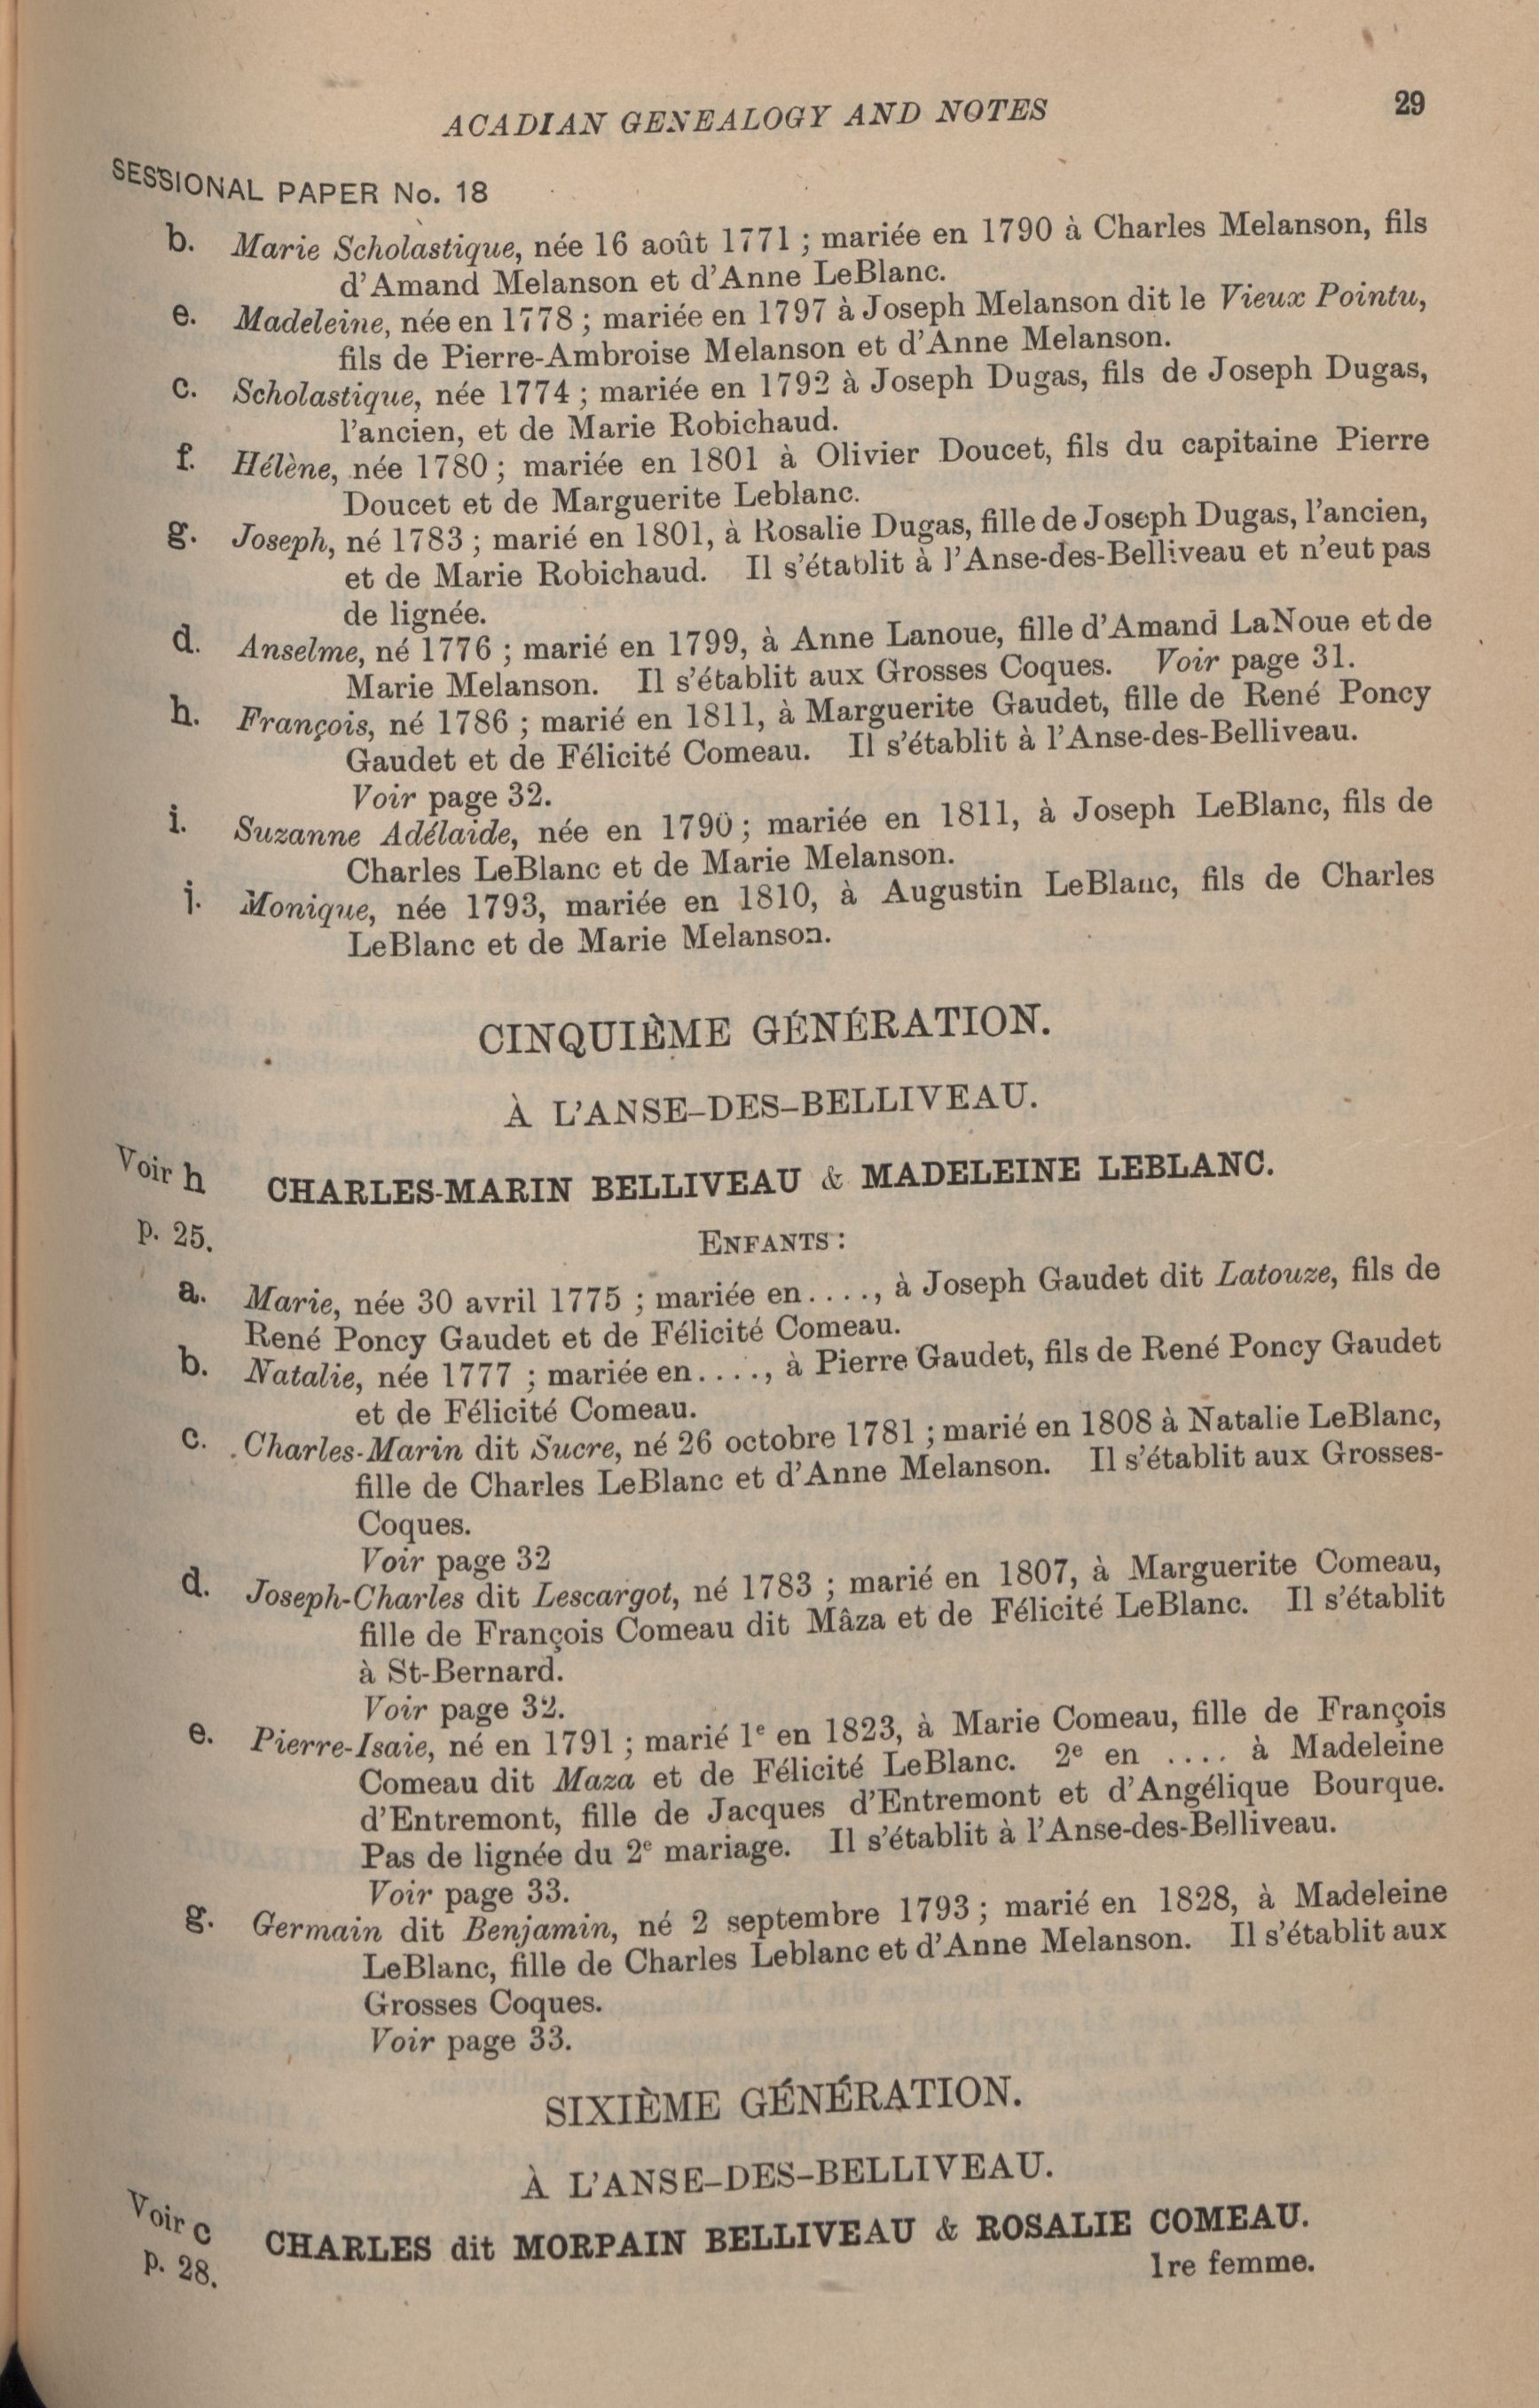 ACADIAN GENEALOGY AND NOTES 29
SESSIONAL PAPER No. 18
b. Marie Scholastique, née 16 août 1771 ; mariée en 1790 à Charles Melanson, fils
d'Amand Melanson et d'Anne LeBlanc.
e. Madeleine, née en 1778 ; mariée en 1797 à Joseph Melanson dit le Vieux Pointu,
fils de Pierre-Ambroise Melanson et d'Anne Melanson.
c. Scholastique, née 1774 ; mariée en 1792 à Joseph Dugas, fils de Joseph Dugas,
l'ancien, et de Marie Robichaud.
f. Hélène, née 1780 ; mariée en 1801 à Olivier Doucet, fils du capitaine Pierre
Doucet et de Marguerite Leblanc.
g. Joseph, né 1783 ; marié en 1801, à Rosalie Dugas, fille de Joseph Dugas, l'ancien,
et de Marie Robichaud. Il s'établit à l'Anse-des-Belliveau et n'eut pas
de lignée.
d. Anselme, né 1776 ; marié en 1799, à Anne Lanoue, fille d'Amand LaNoue et de
Marie Melanson. Il s'établit aux Grosses Coques. Voir page 31.
h. François, né 1786 ; marié en 1811, à Marguerite Gaudet, fille de René Poncy
Gaudet et de Félicité Comeau. Il s'établit à l'Anse-des-Belliveau.
Voir page 32.
i. Suzanne Adélaide, née en 1790 ; mariée en 1811, à Joseph LeBlanc, fils de
Charles LeBlanc et de Marie Melanson.
j. Monique, née 1793, mariée en 1810, à Augustin LeBlanc, fils de Charles
LeBlanc et de Marie Melanson.
CINQUIÈME GÉNÉRATION.
À L'ANSE-DES-BELLIVEAU.
Voir h CHARLES-MARIN BELLIVEAU & MADELEINE LEBLANC.
p. 25. ENFANTS :
a. Marie, née 30 avril 1775 ; mariée en...., à Joseph Gaudet dit Latouze, fils de
René Poncy Gaudet et de Félicité Comeau.
b. Natalie, née 1777 ; mariée en...., à Pierre Gaudet, fils de René Poncy Gaudet
et de Félicité Comeau.
c. Charles-Marin dit Sucre, né 26 octobre 1781 ; marié en 1808 à Natalie LeBlanc,
fille de Charles LeBlanc et d'Anne Melanson. Il s'établit aux Grosses-
Coques.
Voir page 32
d. Joseph-Charles dit Lescargot, né 1783 ; marié en 1807, à Marguerite Comeau,
fille de François Comeau dit Mâza et de Félicité LeBlanc. Il s'établit
à St-Bernard.
Voir page 32.
e. Pierre-Isaie, né en 1791 ; marié 1e en 1823, à Marie Comeau, fille de François
Comeau dit Maza et de Félicité LeBlanc. 2e en .... à Madeleine
d'Entremont, fille de Jacques d'Entremont et d'Angélique Bourque.
Pas de lignée du 2e mariage. Il s'établit à l'Anse-des-Belliveau.
Voir page 33.
g. Germain dit Benjamin, né 2 septembre 1793 ; marié en 1828, à Madeleine
LeBlanc, fille de Charles Leblanc et d'Anne Melanson. Il s'établit aux
Grosses Coques.
Voir page 33.
SIXIÈME GÉNÉRATION.
À L'ANSE-DES-BELLIVEAU.
Voir c CHARLES dit MORPAIN BELLIVEAU & ROSALIE COMEAU.
p. 28. 1re femme.